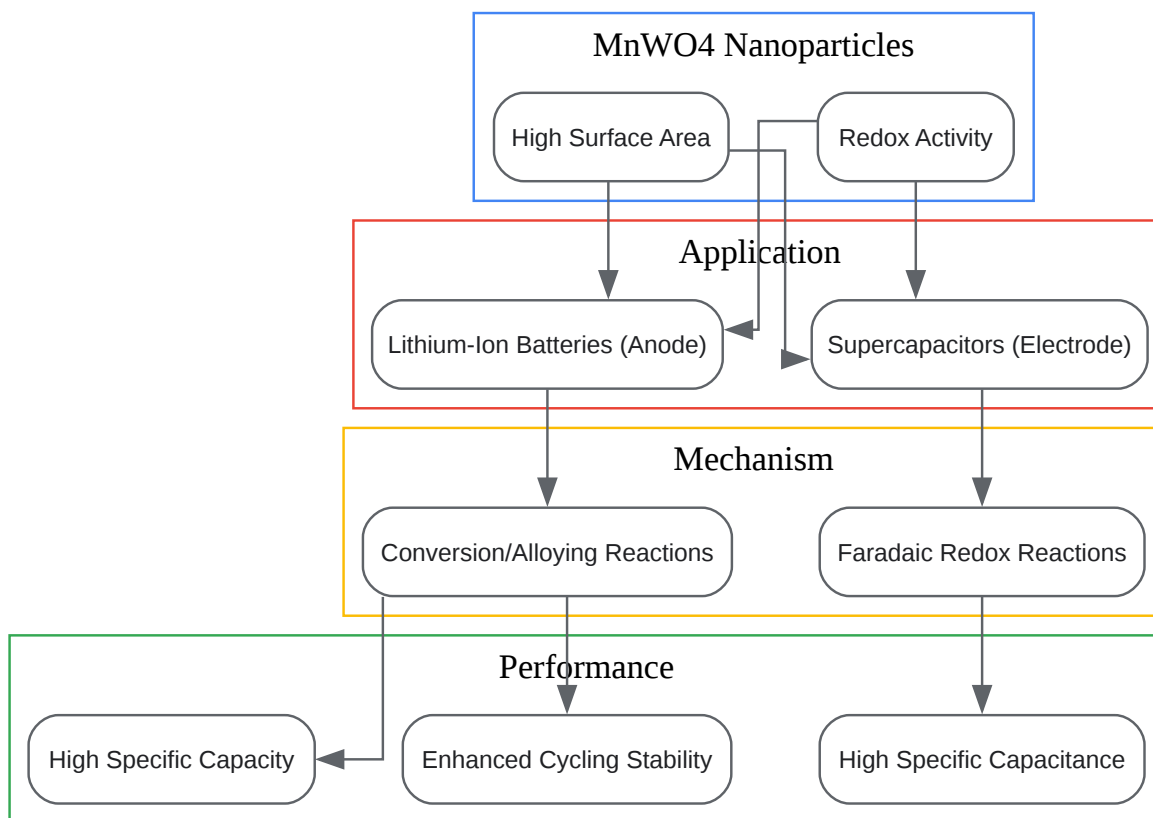 MnWO4 Nanoparticles
High Surface Area
Redox Activity
Application
Lithium-Ion Batteries (Anode)
Supercapacitors (Electrode)
Mechanism
Conversion/Alloying Reactions
Faradaic Redox Reactions
Performance
High Specific Capacity
Enhanced Cycling Stability
High Specific Capacitance